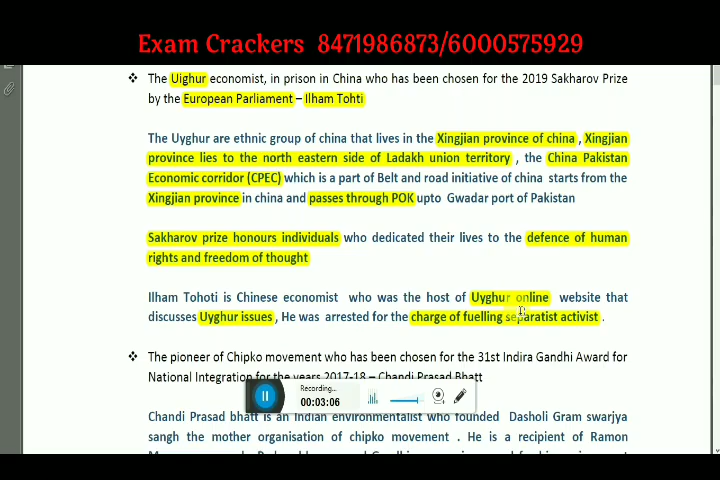 Exam Crackers 8471986873/6000575929
❖ The Uighur economist, in prison in China who has been chosen for the 2019 Sakharov Prize
by the European Parliament – Ilham Tohti
The Uyghur are ethnic group of china that lives in the Xingjian province of china , Xingjian
province lies to the north eastern side of Ladakh union territory , the China Pakistan
Economic corridor (CPEC) which is a part of Belt and road initiative of china starts from the
Xingjian province in china and passes through POK upto Gwadar port of Pakistan
Sakharov prize honours individuals who dedicated their lives to the defence of human
rights and freedom of thought
Ilham Tohoti is Chinese economist who was the host of Uyghur online website that
discusses Uyghur issues , He was arrested for the charge of fuelling separatist activist .
❖ The pioneer of Chipko movement who has been chosen for the 31st Indira Gandhi Award for
National Integration for the years 2017-18 – Chandi Prasad Bhatt
Recording...
00:03:06
Chandi Prasad bhatt is an Indian environmentalist who founded Dasholi Gram swarjya
sangh the mother organisation of chipko movement . He is a recipient of Ramon